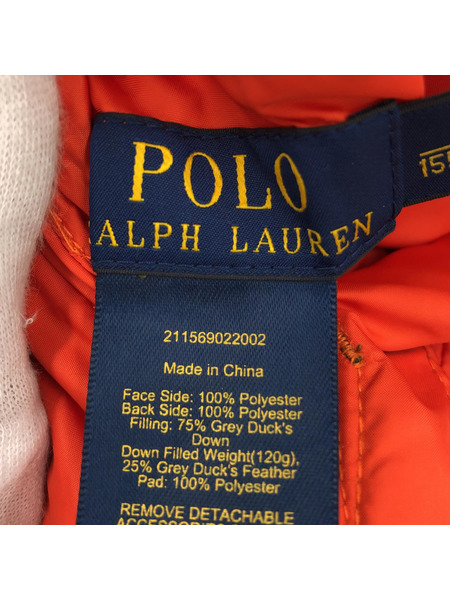 POLO
ALPH LAUREN
155
211569022002
Made in China
Face Side: 100% Polyester
Back Side: 100% Polyester
Filling: 75% Grey Duck's
Down
Down Filled Weight(120g),
25% Grey Duck's Feather
Pad: 100% Polyester
REMOVE DETACHABLE